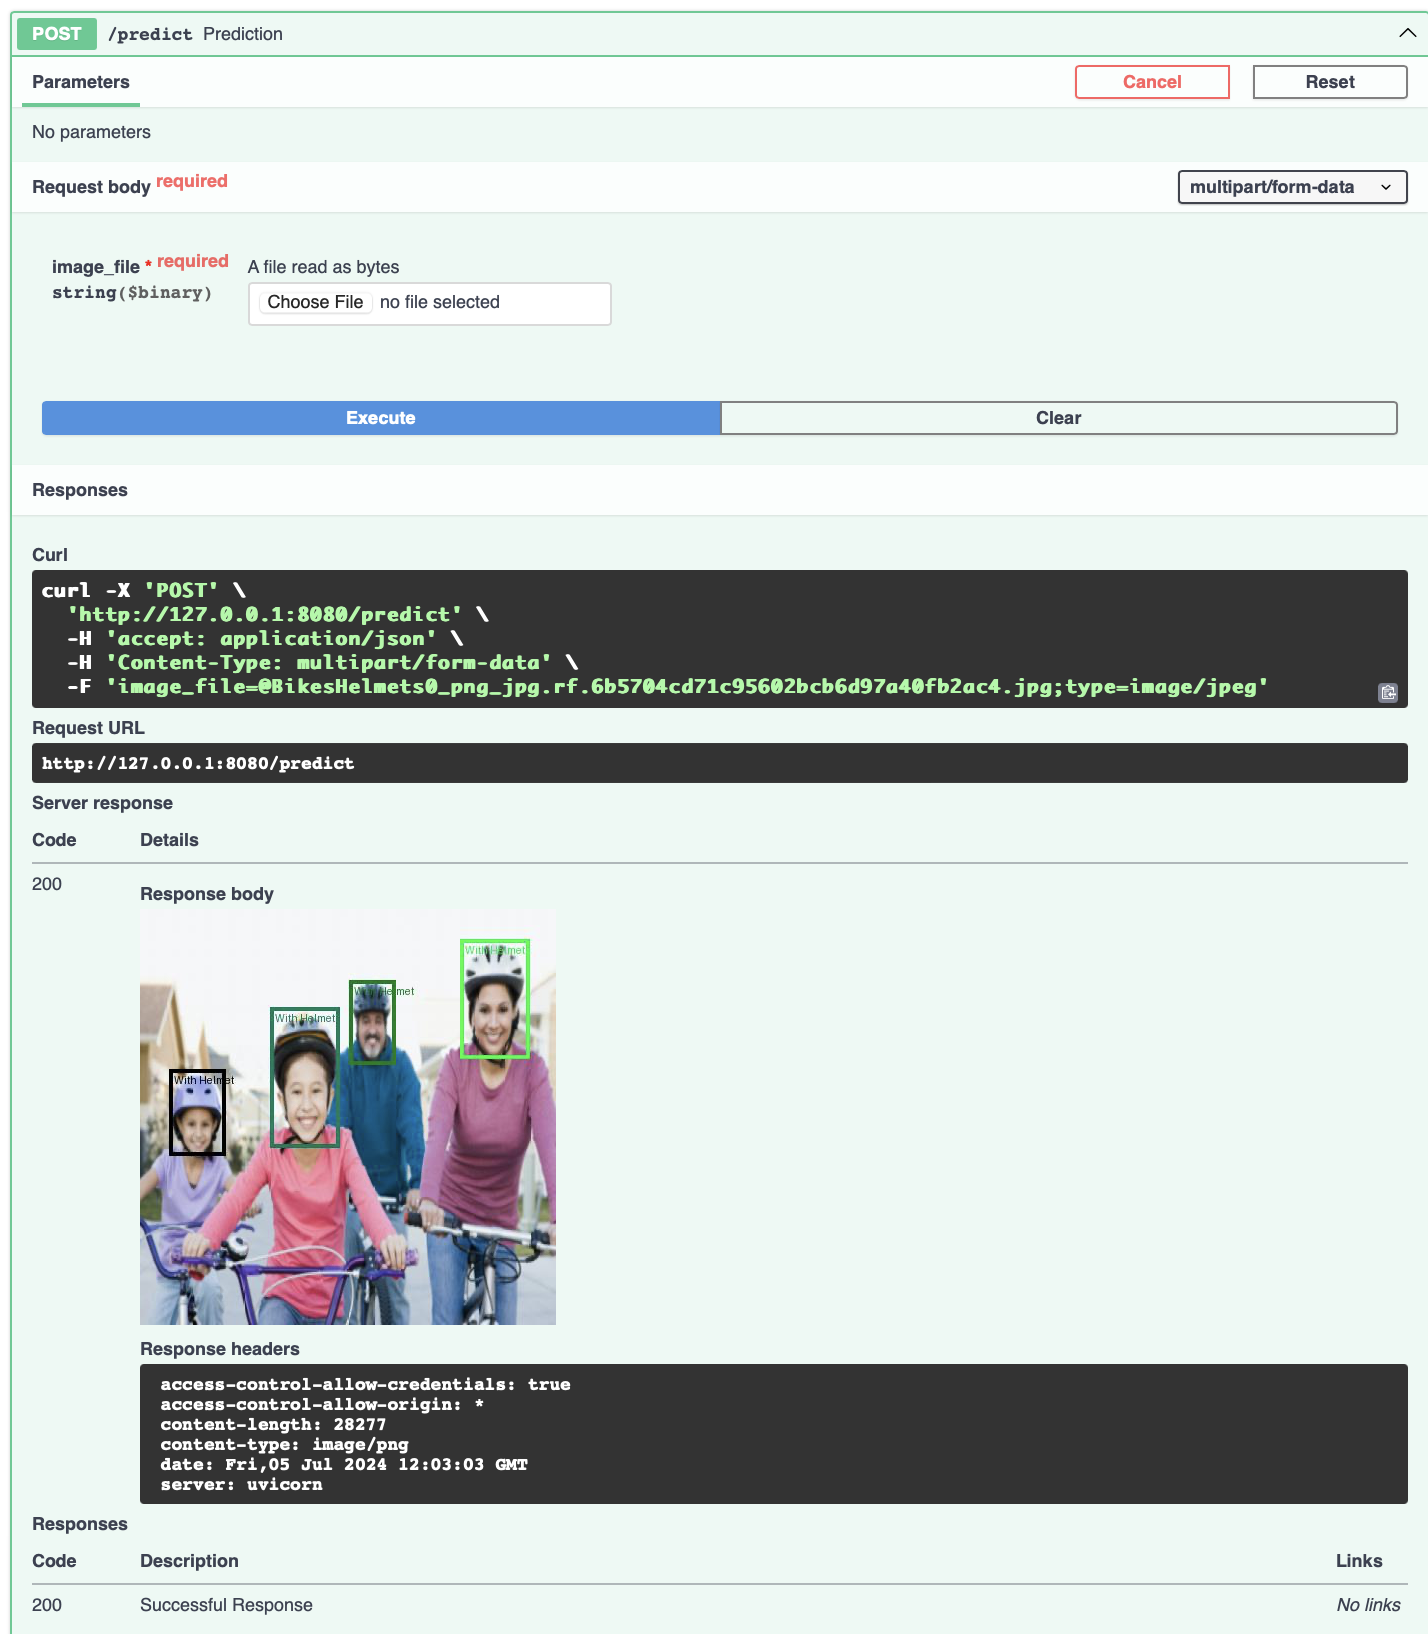 POST /predict Prediction
Parameters Cancel Reset
No parameters
Request body required multipart/form-data
image_file * required A file read as bytes
string($binary) Choose File no file selected
Execute Clear
Responses
Curl
curl -X 'POST' \
'http://127.0.0.1:8080/predict' \
-H 'accept: application/json' \
-H 'Content-Type: multipart/form-data' \
-F 'image_file=@BikesHelmets0_png_jpg.rf.6b5704cd71c95602bcb6d97a40fb2ac4.jpg;type=image/jpeg'
Request URL
http://127.0.0.1:8080/predict
Server response
Code Details
200
Response body
With Helmet
With Helmet
With Helmet
With Helmet
Response headers
access-control-allow-credentials: true
access-control-allow-origin: *
content-length: 28277
content-type: image/png
date: Fri,05 Jul 2024 12:03:03 GMT
server: uvicorn
Responses
Code Description Links
200 Successful Response No links